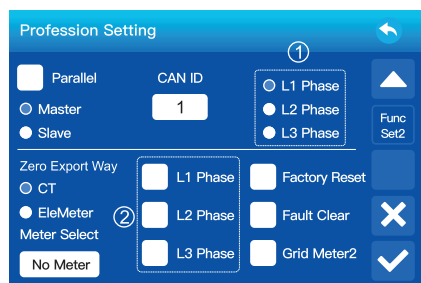 Profession Setting
①
Parallel
CAN ID
L1 Phase
Master
1
L2 Phase
Func
Set2
Slave
L3 Phase
Zero Export Way
L1 Phase
Factory Reset
CT
EleMeter
②
L2 Phase
Fault Clear
Meter Select
No Meter
L3 Phase
Grid Meter2